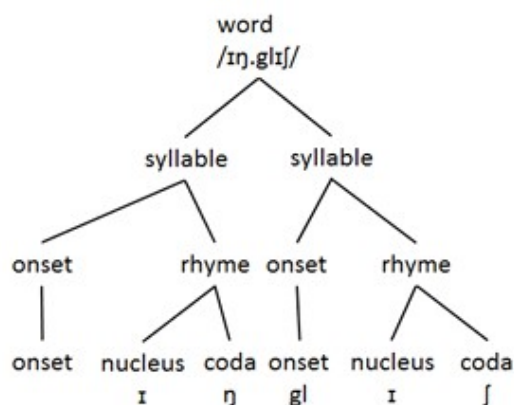 word
/ɪŋ.glɪʃ/
syllable syllable
onset rhyme onset rhyme
onset nucleus coda onset nucleus coda
ɪ ŋ gl ɪ ʃ